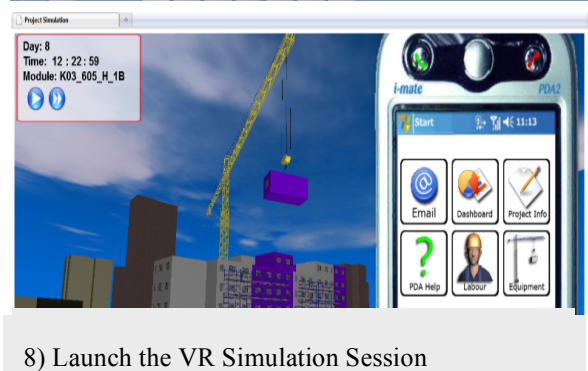 Project Simulation
Day: 8
Time: 12 : 22 : 59
Module: K03_605_H_1B
i-mate
PDA2
Start
11:13
Email
Dashboard
Project Info
PDA Help
Labour
Equipment
8) Launch the VR Simulation Session